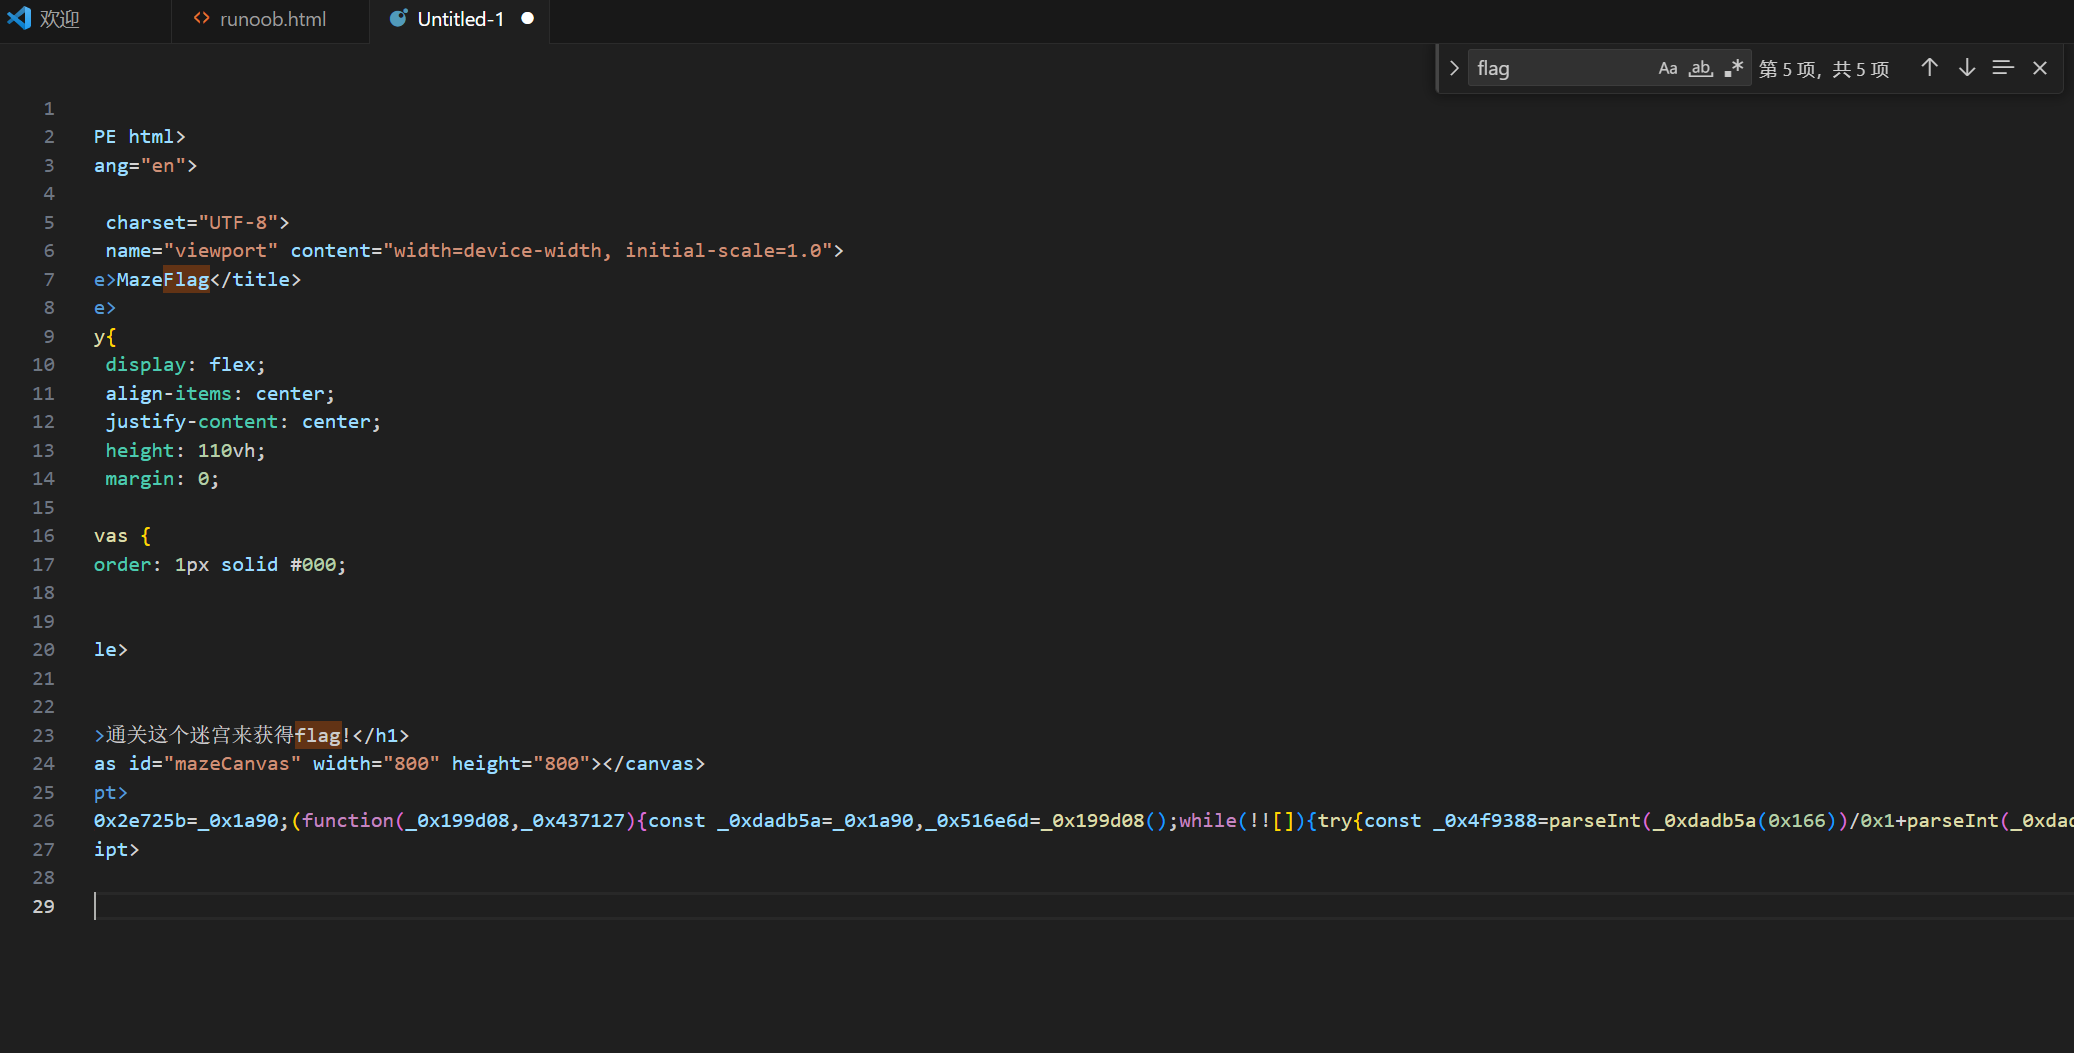 欢迎 runoob.html Untitled-1
flag Aa ab .* 第 5 项，共 5 项
1
2 PE html>
3 ang="en">
4
5 charset="UTF-8">
6 name="viewport" content="width=device-width, initial-scale=1.0">
7 e>MazeFlag</title>
8 e>
9 y{
10 display: flex;
11 align-items: center;
12 justify-content: center;
13 height: 110vh;
14 margin: 0;
15
16 vas {
17 order: 1px solid #000;
18
19
20 le>
21
22
23 >通关这个迷宫来获得flag!</h1>
24 as id="mazeCanvas" width="800" height="800"></canvas>
25 pt>
26 0x2e725b=_0x1a90;(function(_0x199d08,_0x437127){const _0xdadb5a=_0x1a90,_0x516e6d=_0x199d08();while(!![]){try{const _0x4f9388=parseInt(_0xdadb5a(0x166))/0x1+parseInt(_0xdad
27 ipt>
28
29